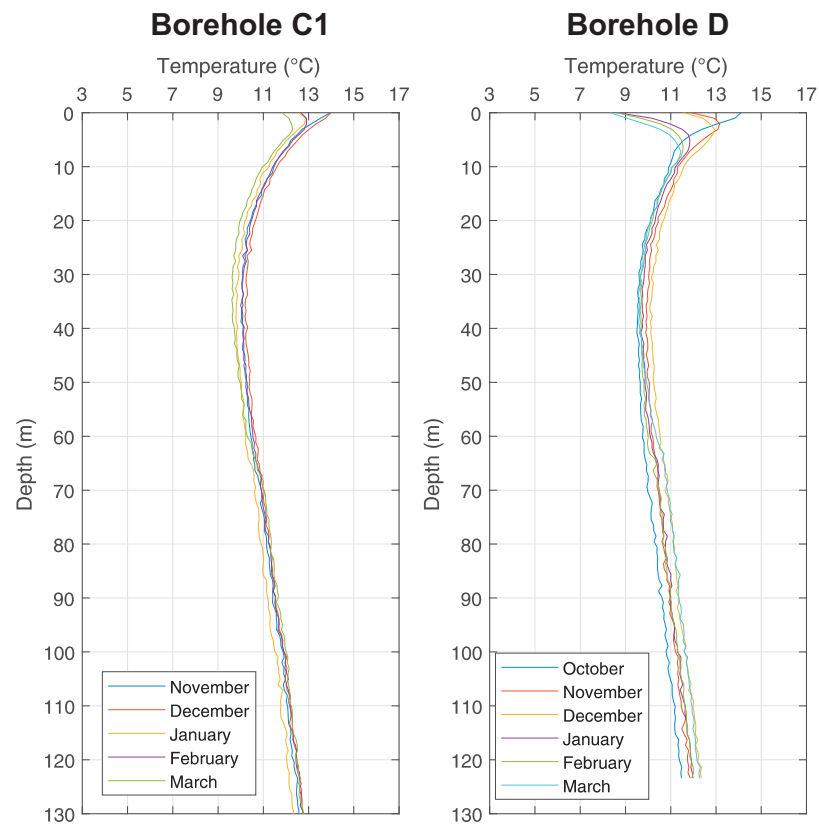 Borehole C1
Temperature (°C)
3 5 7 9 11 13 15 17
0
10
20
30
40
50
60
70
80
90
100
110
120
130
Depth (m)
November
December
January
February
March
Borehole D
Temperature (°C)
3 5 7 9 11 13 15 17
0
10
20
30
40
50
60
70
80
90
100
110
120
130
Depth (m)
October
November
December
January
February
March